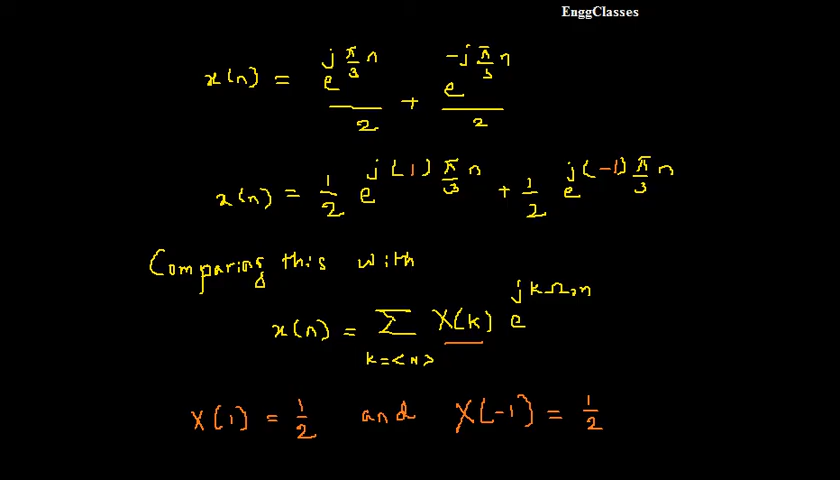 EnggClasses
x(n) = e^{j π/3 n}/2 + e^{-j π/3 n}/2
x(n) = 1/2 e^{j(1) π/3 n} + 1/2 e^{j(-1) π/3 n}
Comparing this with
x(n) = Σ_{k=<N>} X(k) e^{jkΩ₀n}
X(1) = 1/2 and X(-1) = 1/2